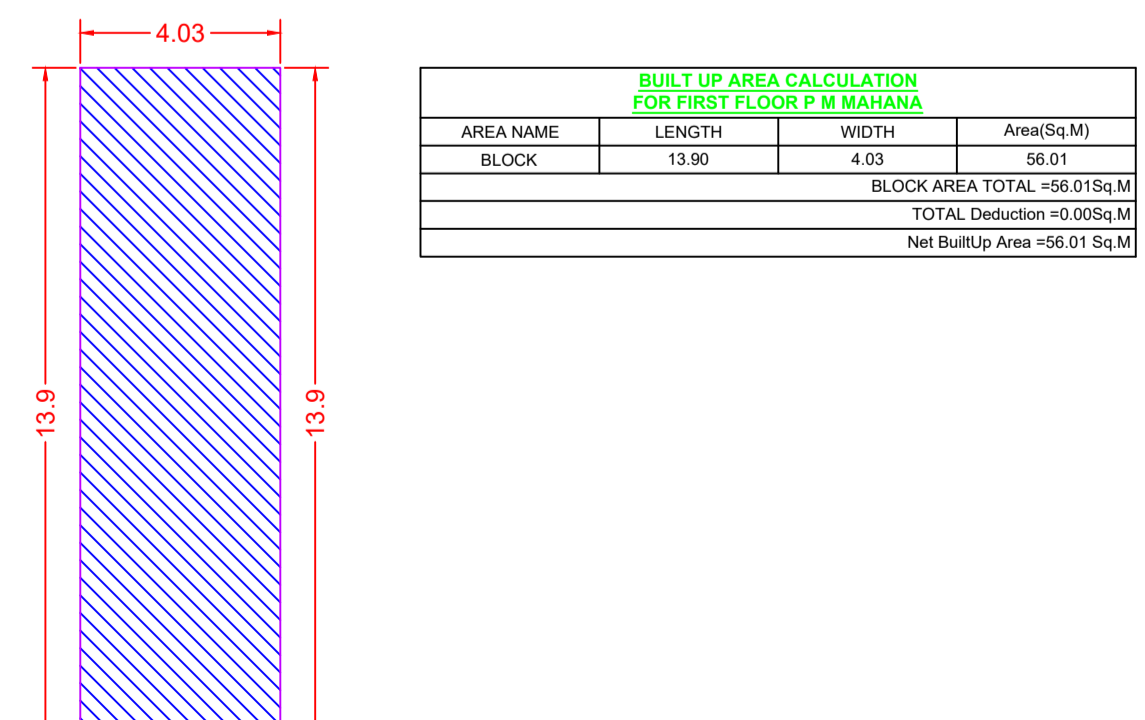 4.03
13.9
13.9
BUILT UP AREA CALCULATION
FOR FIRST FLOOR P M MAHANA
AREA NAME LENGTH WIDTH Area(Sq.M)
BLOCK 13.90 4.03 56.01
BLOCK AREA TOTAL =56.01Sq.M
TOTAL Deduction =0.00Sq.M
Net BuiltUp Area =56.01 Sq.M